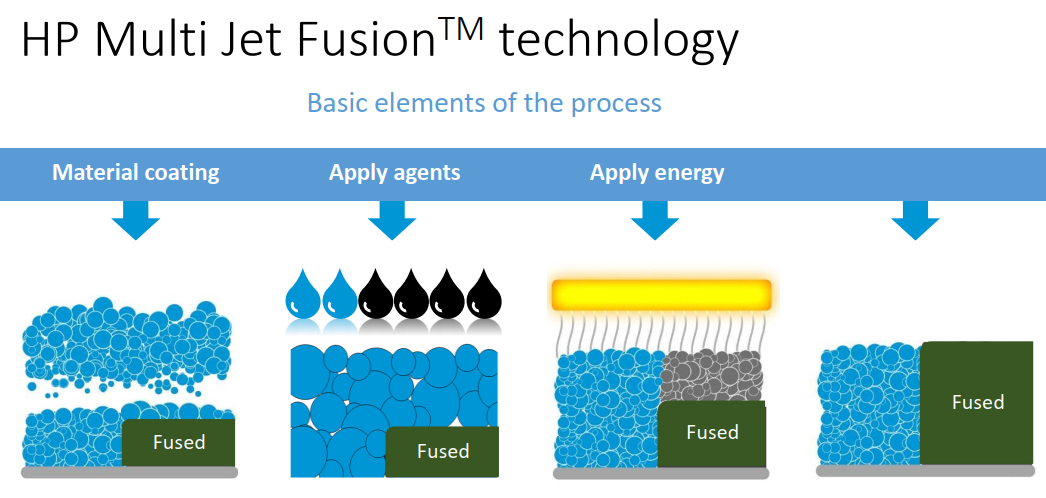 HP Multi Jet Fusion™ technology
Basic elements of the process
Material coating
Apply agents
Apply energy
Fused
Fused
Fused
Fused